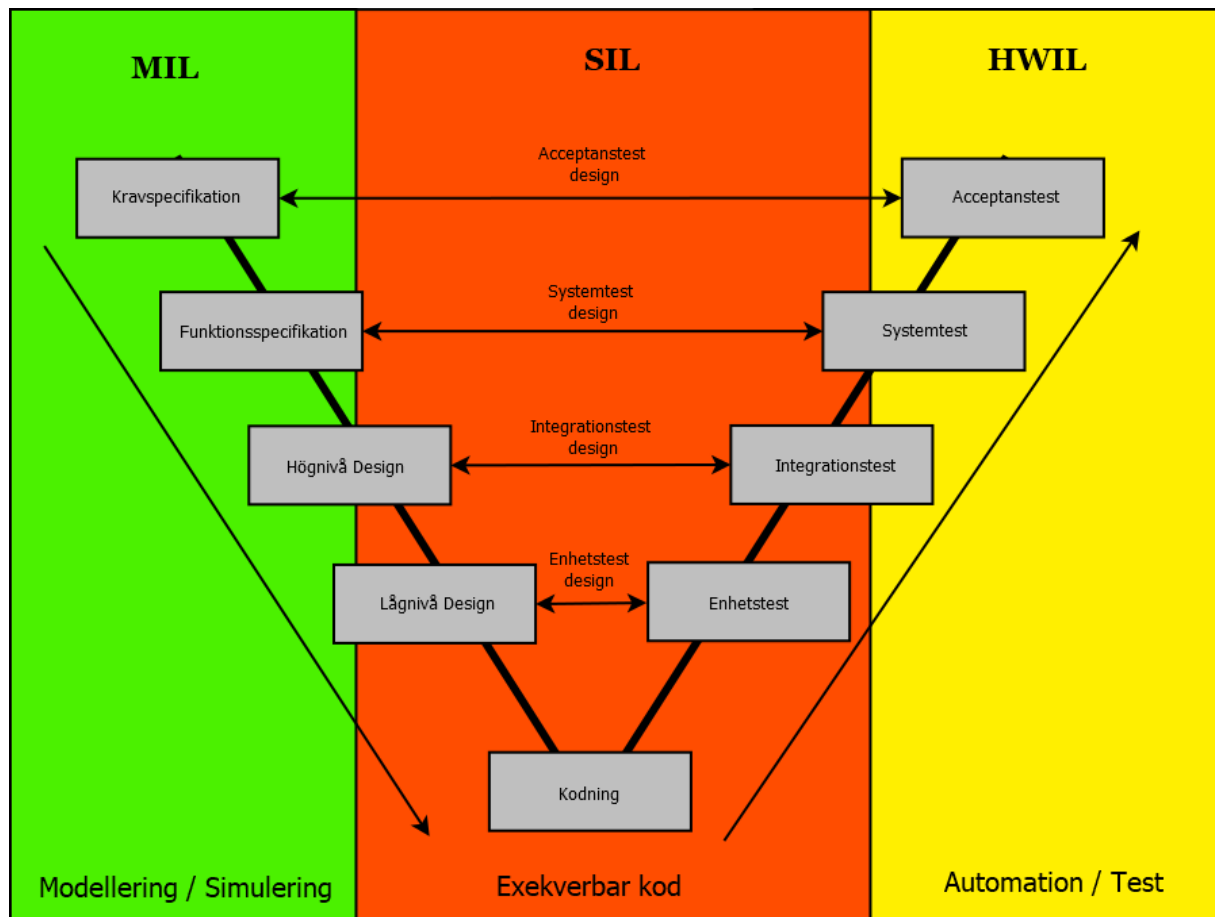 MIL
SIL
HWIL
Acceptanstest
design
Kravspecifikation
Acceptanstest
Systemtest
design
Funktionsspecifikation
Systemtest
Integrationstest
design
Högnivå Design
Integrationstest
Enhetstest
design
Lågnivå Design
Enhetstest
Kodning
Modellering / Simulering
Exekverbar kod
Automation / Test